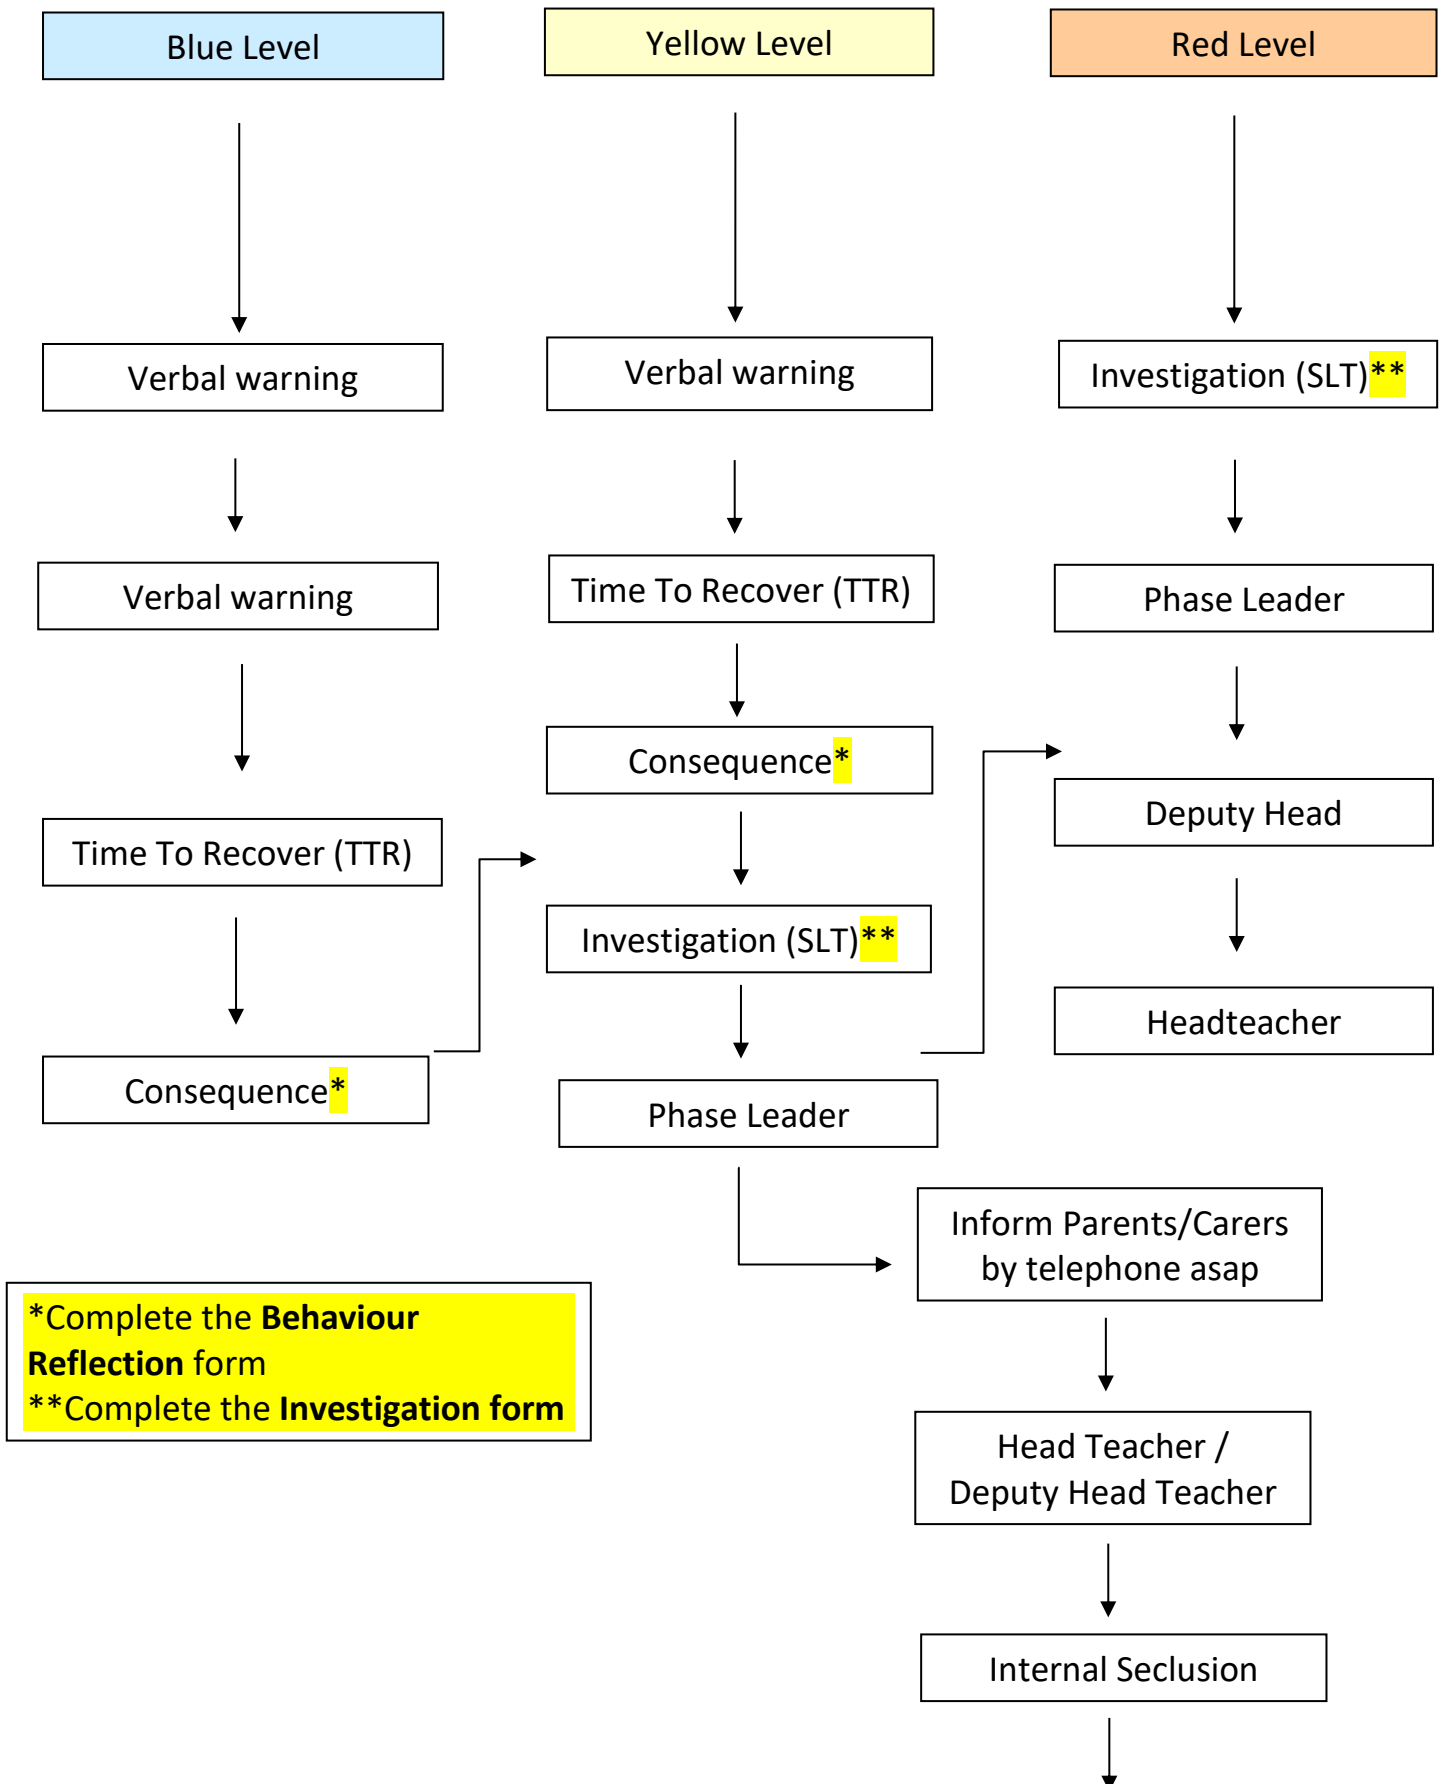 Blue Level
Verbal warning
Verbal warning
Time To Recover (TTR)
Consequence*
Yellow Level
Verbal warning
Time To Recover (TTR)
Consequence*
Investigation (SLT)**
Phase Leader
Red Level
Investigation (SLT)**
Phase Leader
Deputy Head
Headteacher
Inform Parents/Carers
by telephone asap
Head Teacher /
Deputy Head Teacher
Internal Seclusion
*Complete the Behaviour
Reflection form
**Complete the Investigation form